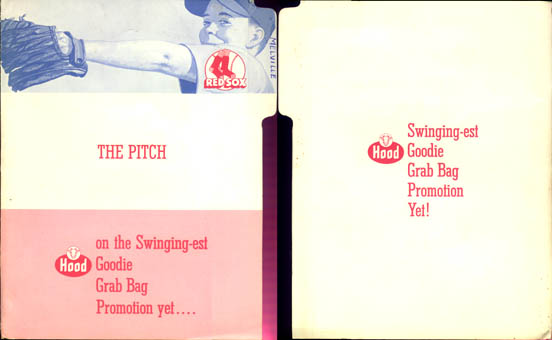 MELVILLE
RED SOX
THE PITCH
on the Swinging-est
Hood Goodie
Grab Bag
Promotion yet....
Swinging-est
Hood Goodie
Grab Bag
Promotion
Yet!